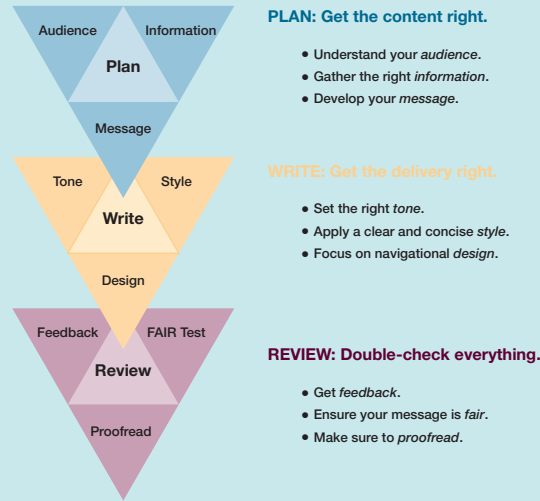 Audience
Information
Plan
Message
PLAN: Get the content right.
• Understand your audience.
• Gather the right information.
• Develop your message.
Tone
Style
Write
Design
WRITE: Get the delivery right.
• Set the right tone.
• Apply a clear and concise style.
• Focus on navigational design.
Feedback
FAIR Test
Review
Proofread
REVIEW: Double-check everything.
• Get feedback.
• Ensure your message is fair.
• Make sure to proofread.